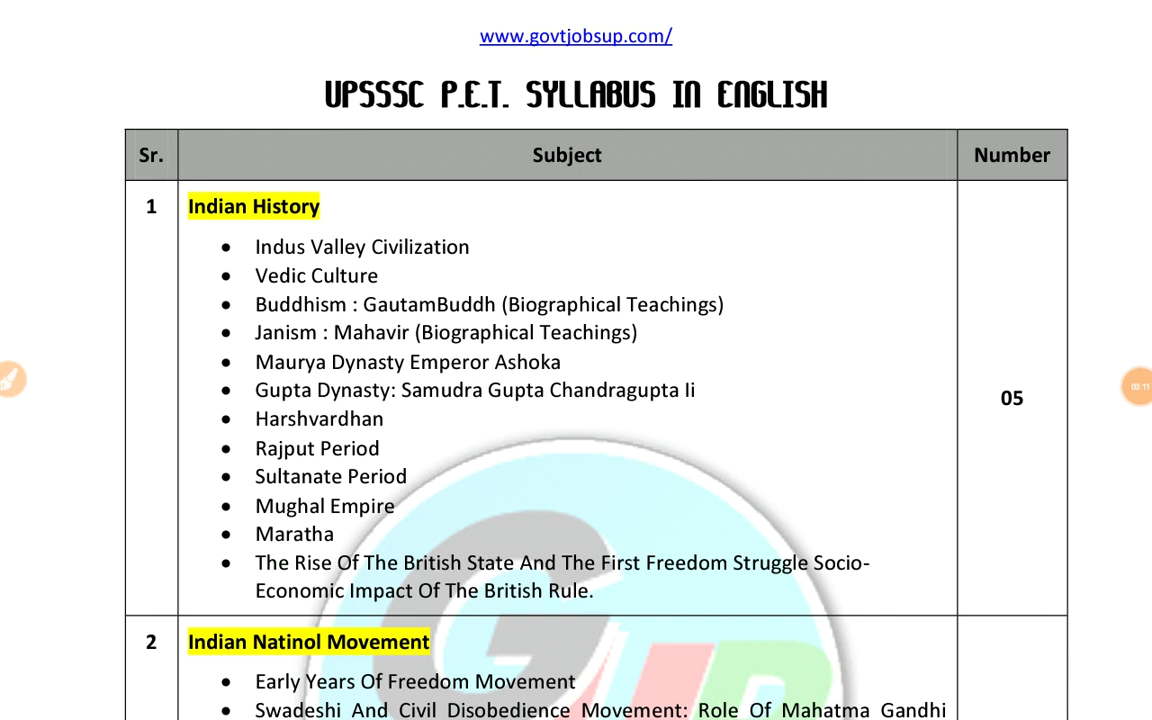 www.govtjobsup.com/
UPSSSC P.E.T. SYLLABUS IN ENGLISH
Sr. Subject Number
1 Indian History
• Indus Valley Civilization
• Vedic Culture
• Buddhism : GautamBuddh (Biographical Teachings)
• Janism : Mahavir (Biographical Teachings)
• Maurya Dynasty Emperor Ashoka
• Gupta Dynasty: Samudra Gupta Chandragupta Ii
05
• Harshvardhan
• Rajput Period
• Sultanate Period
• Mughal Empire
• Maratha
• The Rise Of The British State And The First Freedom Struggle Socio-
Economic Impact Of The British Rule.
2 Indian Natinol Movement
• Early Years Of Freedom Movement
• Swadeshi And Civil Disobedience Movement: Role Of Mahatma Gandhi
03:11